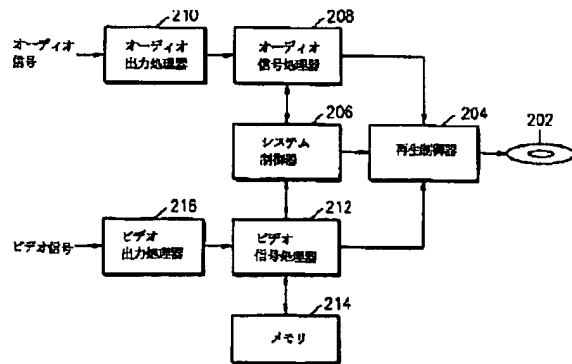 210
208
オーディオ
信号
オーディオ
出力処理器
オーディオ
信号処理器
206
204
202
システム
制御器
再生制御器
216
212
ビデオ信号
ビデオ
出力処理器
ビデオ
信号処理器
214
メモリ